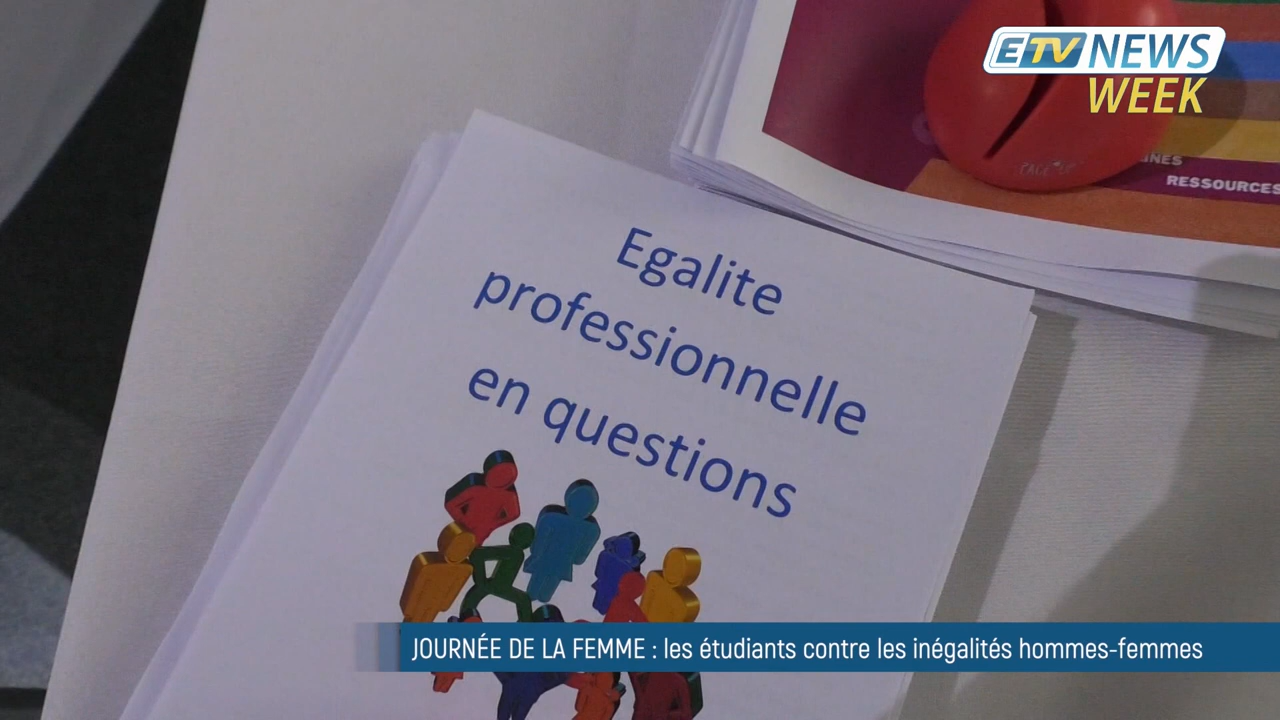 ETV NEWS
WEEK
RESSOURCES
Egalite
professionnelle
en questions
JOURNÉE DE LA FEMME : les étudiants contre les inégalités hommes-femmes